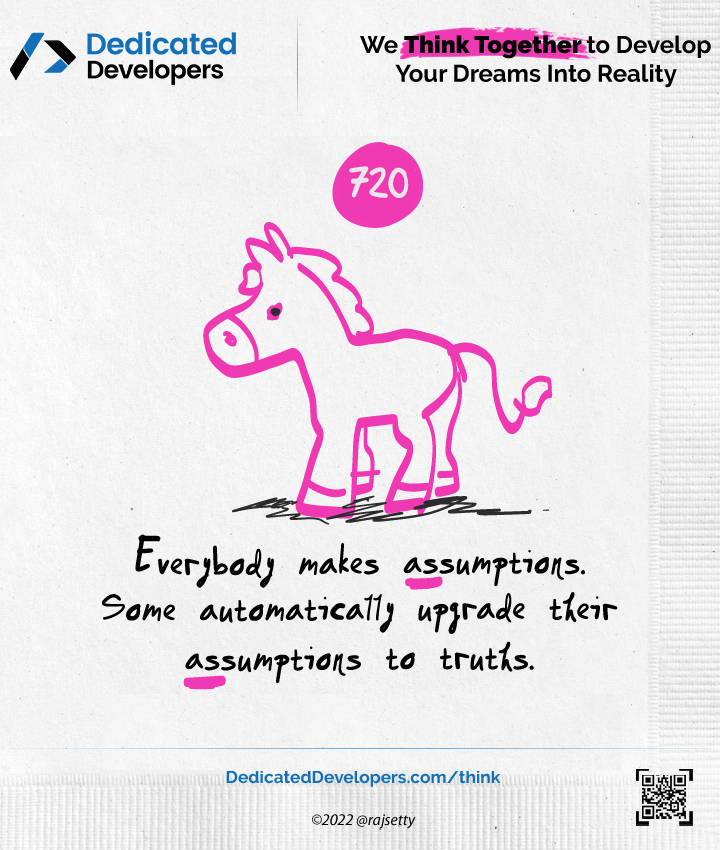 Dedicated
Developers
We Think Together to Develop
Your Dreams Into Reality
720
Everybody makes assumptions.
Some automatically upgrade their
assumptions to truths.
DedicatedDevelopers.com/think
©2022 @rajsetty